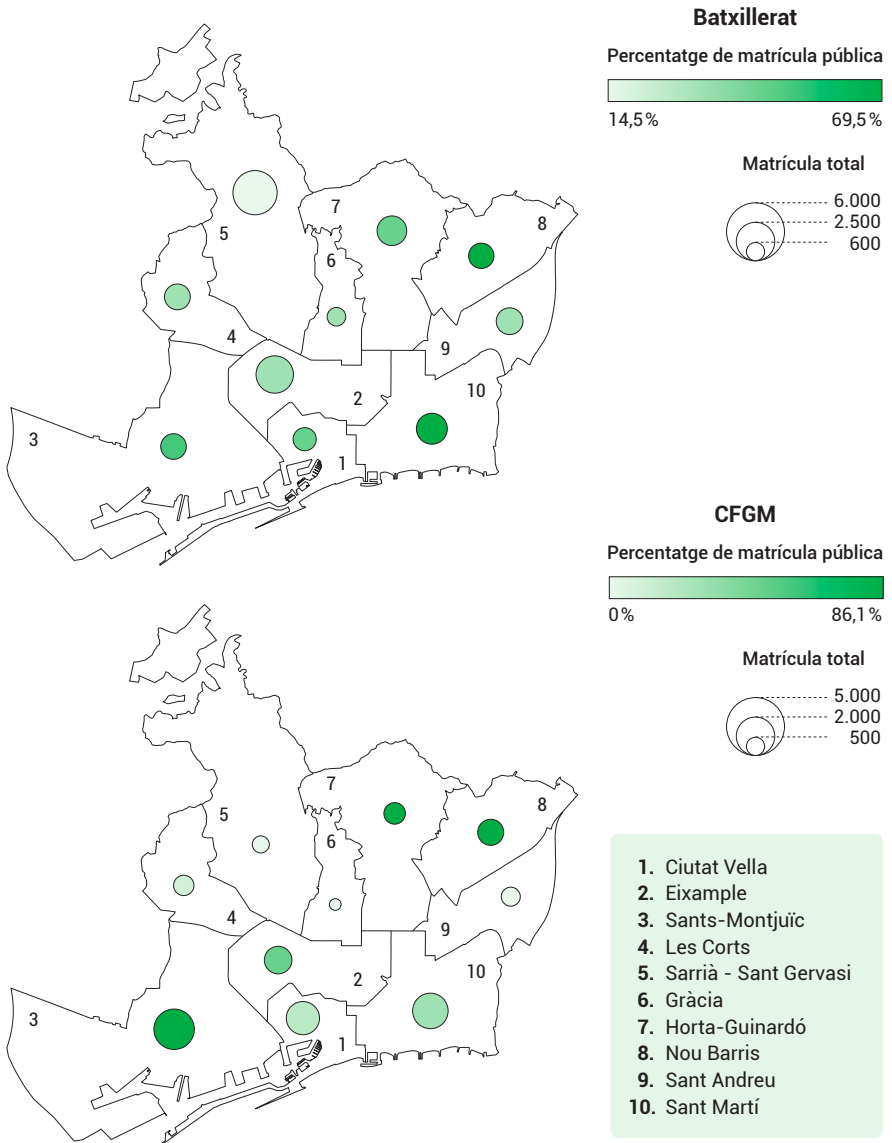 Batxillerat
Percentatge de matrícula pública
14,5 % 69,5 %
Matrícula total
6.000
2.500
600
7
8
5
6
4
9
10
2
3
1
CFGM
Percentatge de matrícula pública
0 % 86,1 %
Matrícula total
5.000
2.000
500
7
8
5
6
4
9
10
2
3
1
1. Ciutat Vella
2. Eixample
3. Sants-Montjuïc
4. Les Corts
5. Sarrià - Sant Gervasi
6. Gràcia
7. Horta-Guinardó
8. Nou Barris
9. Sant Andreu
10. Sant Martí